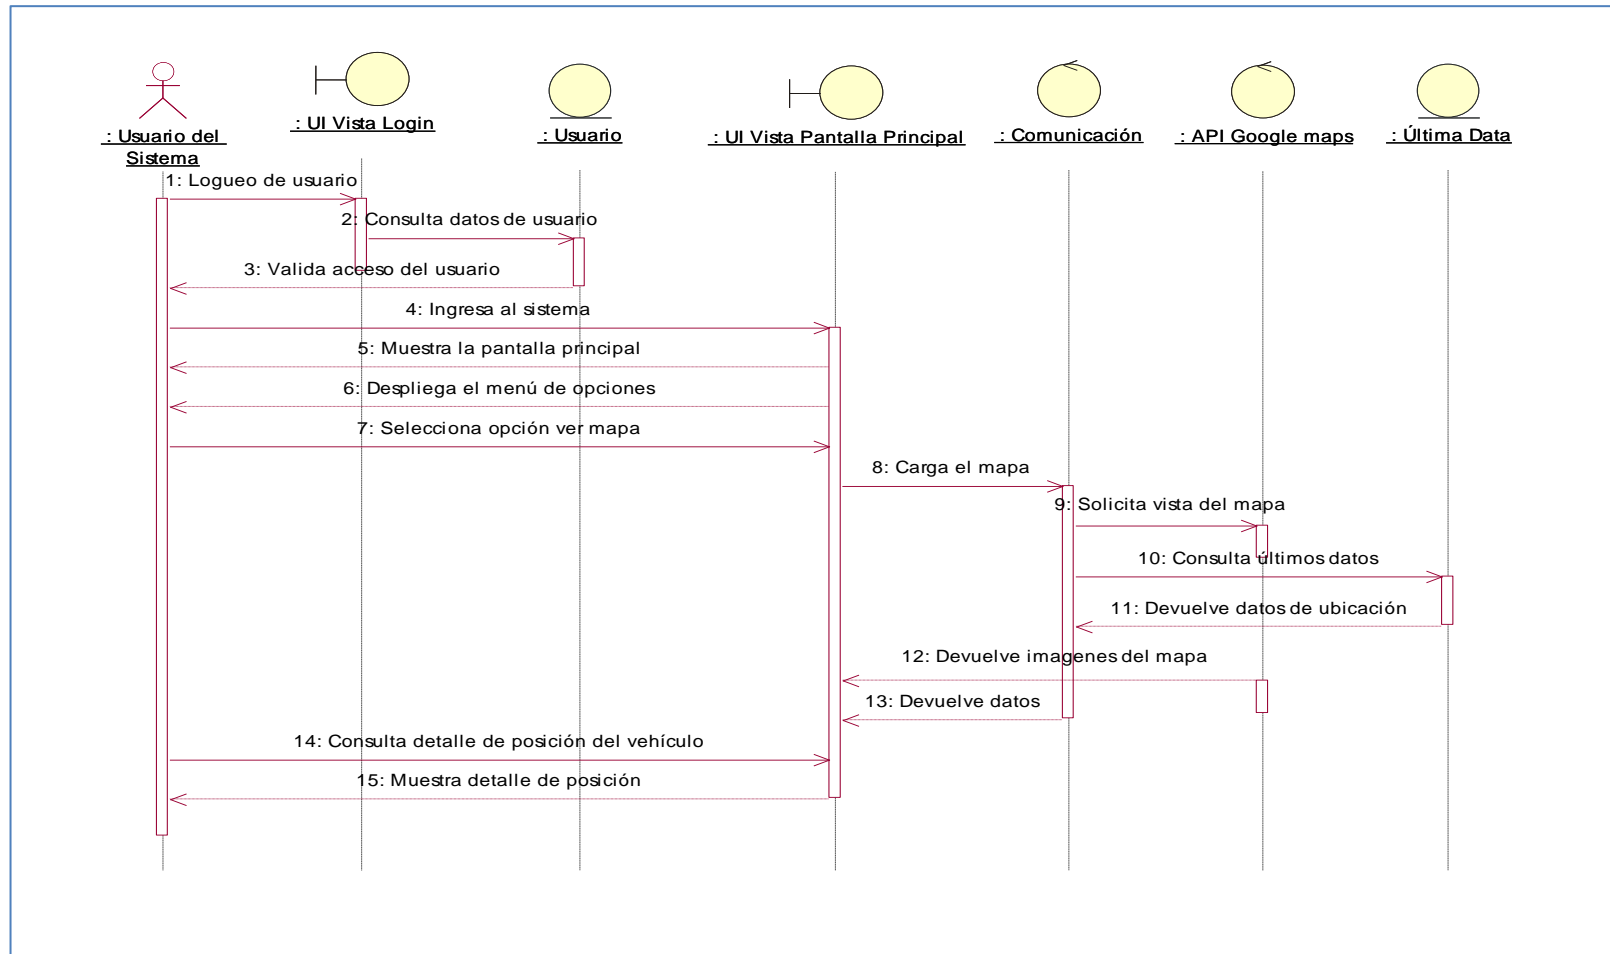 : Usuario del
Sistema
: UI Vista Login
: Usuario
: UI Vista Pantalla Principal
: Comunicación
: API Google maps
: Última Data
1: Logueo de usuario
2: Consulta datos de usuario
3: Valida acceso del usuario
4: Ingresa al sistema
5: Muestra la pantalla principal
6: Despliega el menú de opciones
7: Selecciona opción ver mapa
8: Carga el mapa
9: Solicita vista del mapa
10: Consulta últimos datos
11: Devuelve datos de ubicación
12: Devuelve imagenes del mapa
13: Devuelve datos
14: Consulta detalle de posición del vehículo
15: Muestra detalle de posición